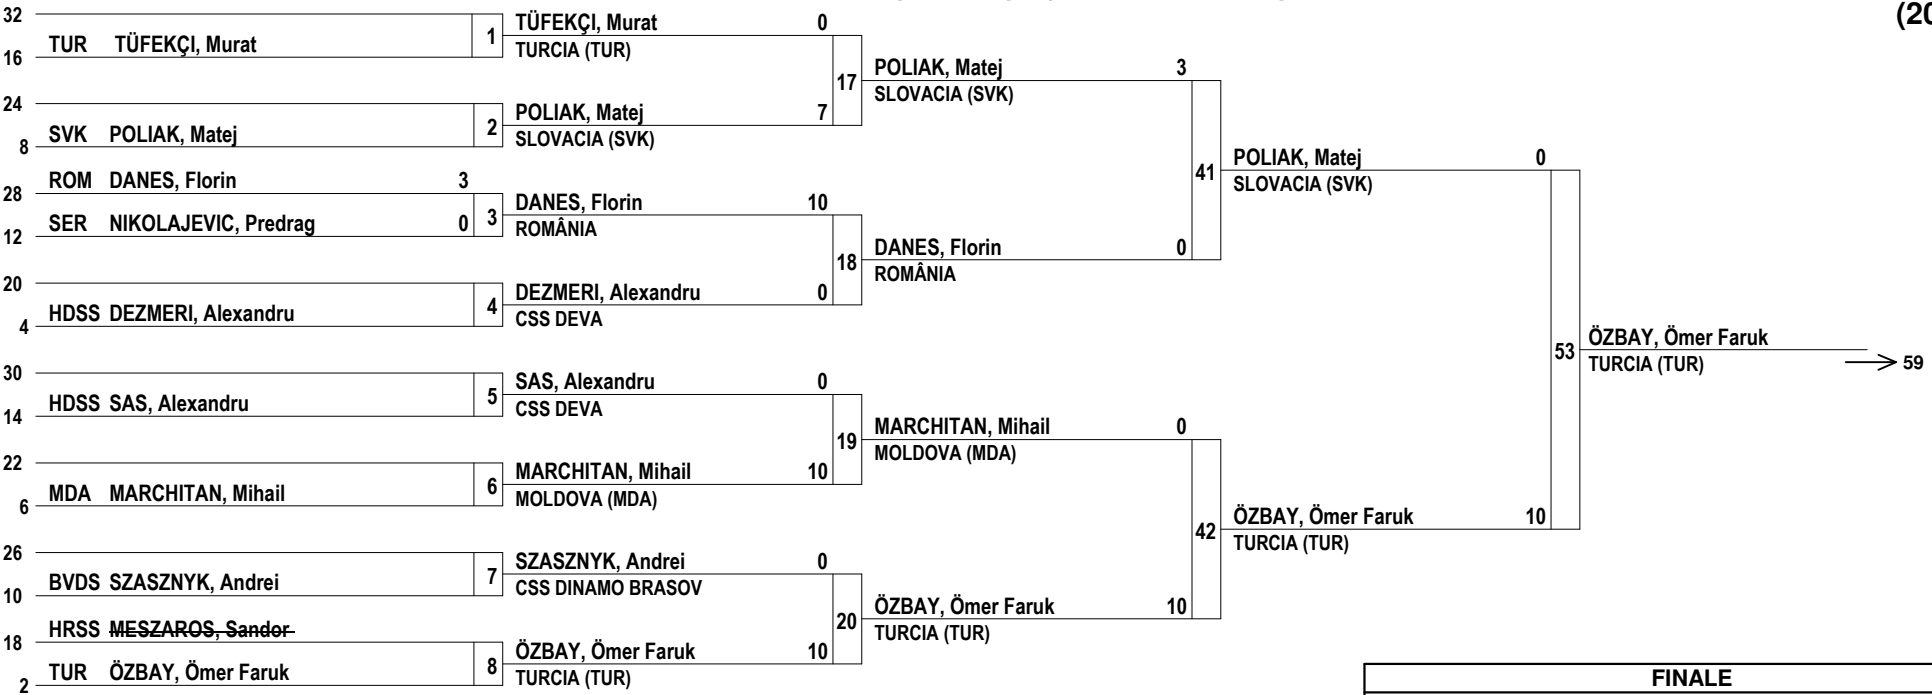 (20
32
TUR TÜFEKÇI, Murat
16
1
TÜFEKÇI, Murat 0
TURCIA (TUR)
24
SVK POLIAK, Matej
8
2
POLIAK, Matej 7
SLOVACIA (SVK)
17
POLIAK, Matej 3
SLOVACIA (SVK)
ROM DANES, Florin 3
28
SER NIKOLAJEVIC, Predrag 0
12
3
DANES, Florin 10
ROMÂNIA
20
HDSS DEZMERI, Alexandru
4
4
DEZMERI, Alexandru 0
CSS DEVA
18
DANES, Florin 0
ROMÂNIA
41
POLIAK, Matej 0
SLOVACIA (SVK)
30
HDSS SAS, Alexandru
14
5
SAS, Alexandru 0
CSS DEVA
22
MDA MARCHITAN, Mihail
6
6
MARCHITAN, Mihail 10
MOLDOVA (MDA)
19
MARCHITAN, Mihail 0
MOLDOVA (MDA)
26
BVDS SZASZNYK, Andrei
10
7
SZASZNYK, Andrei 0
CSS DINAMO BRASOV
HRSS MESZAROS, Sandor
18
TUR ÖZBAY, Ömer Faruk
2
8
ÖZBAY, Ömer Faruk 10
TURCIA (TUR)
20
ÖZBAY, Ömer Faruk 10
TURCIA (TUR)
42
ÖZBAY, Ömer Faruk 10
TURCIA (TUR)
53
ÖZBAY, Ömer Faruk
TURCIA (TUR)
59
FINALE